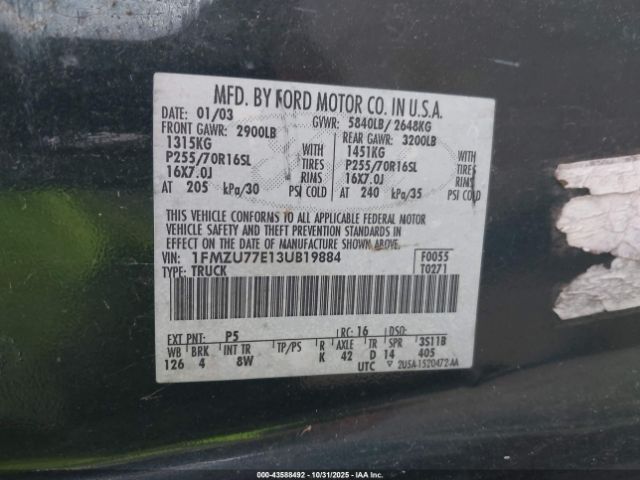 MFD. BY FORD MOTOR CO. IN U.S.A.
DATE: 01/03 GVWR: 5840LB/ 2648KG
FRONT GAWR: 2900LB REAR GAWR: 3200LB
1315KG WITH 1451KG WITH
P255/70R16SL TIRES P255/70R16SL TIRES
16X7.0J RIMS 16X7.0J RIMS
AT 205 kPa/30 PSI COLD AT 240 kPa/35 PSI COLD
THIS VEHICLE CONFORMS TO ALL APPLICABLE FEDERAL MOTOR
VEHICLE SAFETY AND THEFT PREVENTION STANDARDS IN
EFFECT ON THE DATE OF MANUFACTURE SHOWN ABOVE.
VIN: 1FMZU77E13UB19884 F0055
TYPE: TRUCK T0271
EXT PNT: P5 RC: 16 DSO:
WB BRK INT TR TP/PS R AXLE TR SPR 3S11B
126 4 8W K 42 D 14 405
UTC ▽ 2U5A-1520472 AA
000-43588492 - 10/31/2025 - IAA Inc.